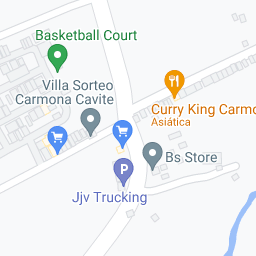 Basketball Court
Villa Sorteo
Carmona Cavite
Curry King Carmo
Asiática
Bs Store
P
Jjv Trucking